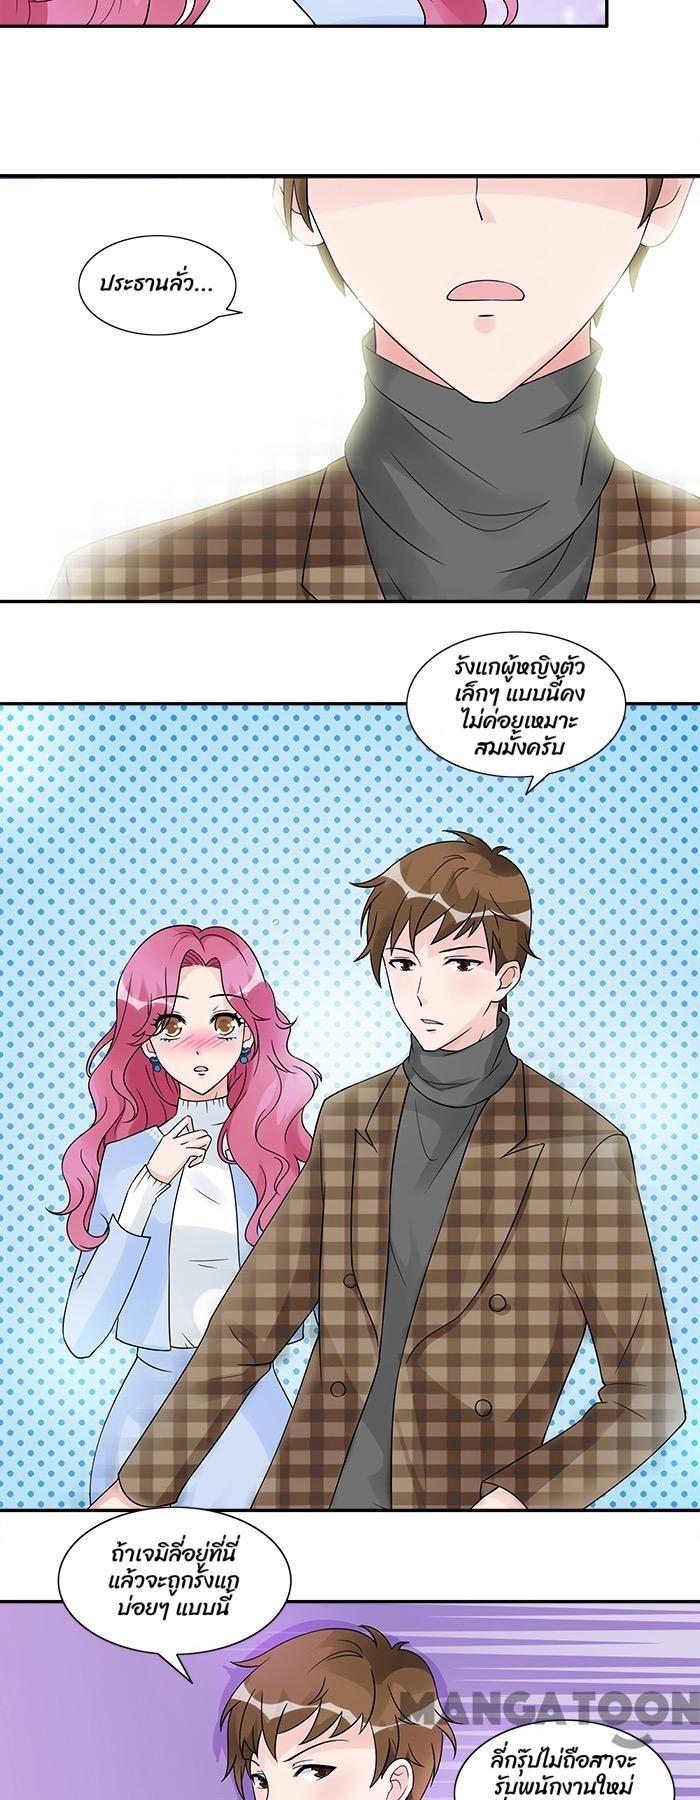 ประธานลั่ว...
รังแกผู้หญิงตัว
เล็กๆ แบบนี้คง
ไม่ค่อยเหมาะ
สมมั้งครับ
ถ้าเจมิลี่อยู่ที่นี่
แล้วจะถูกรังแก
บ่อยๆ แบบนี้
MANGATOON
ลี่กรุ๊ปไม่ถือสาจะ
รับพนักงานใหม่